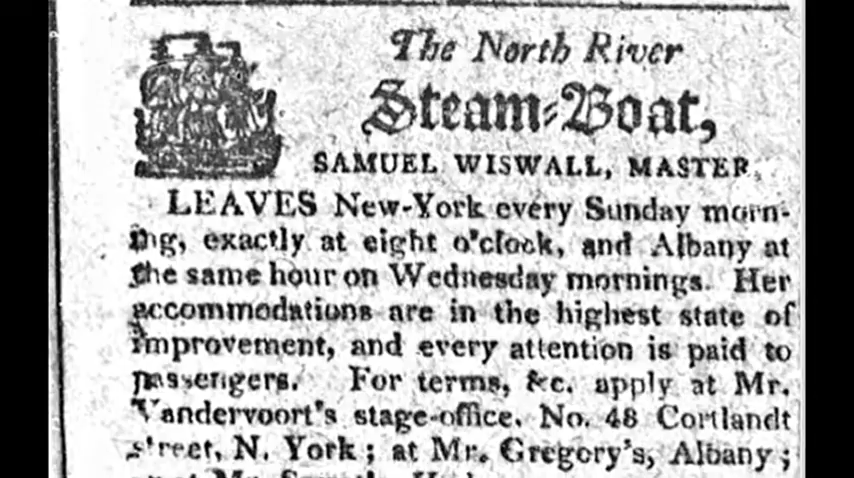 The North River
Steam-Boat,
SAMUEL WISWALL, MASTER,
LEAVES New-York every Sunday morn-
ing, exactly at eight o'clock, and Albany at
the same hour on Wednesday mornings. Her
accommodations are in the highest state of
improvement, and every attention is paid to
passengers. For terms, &c. apply at Mr.
Vandervoort's stage-office, No. 48 Cortlandt
street, N. York; at Mr. Gregory's, Albany;
at Mr.